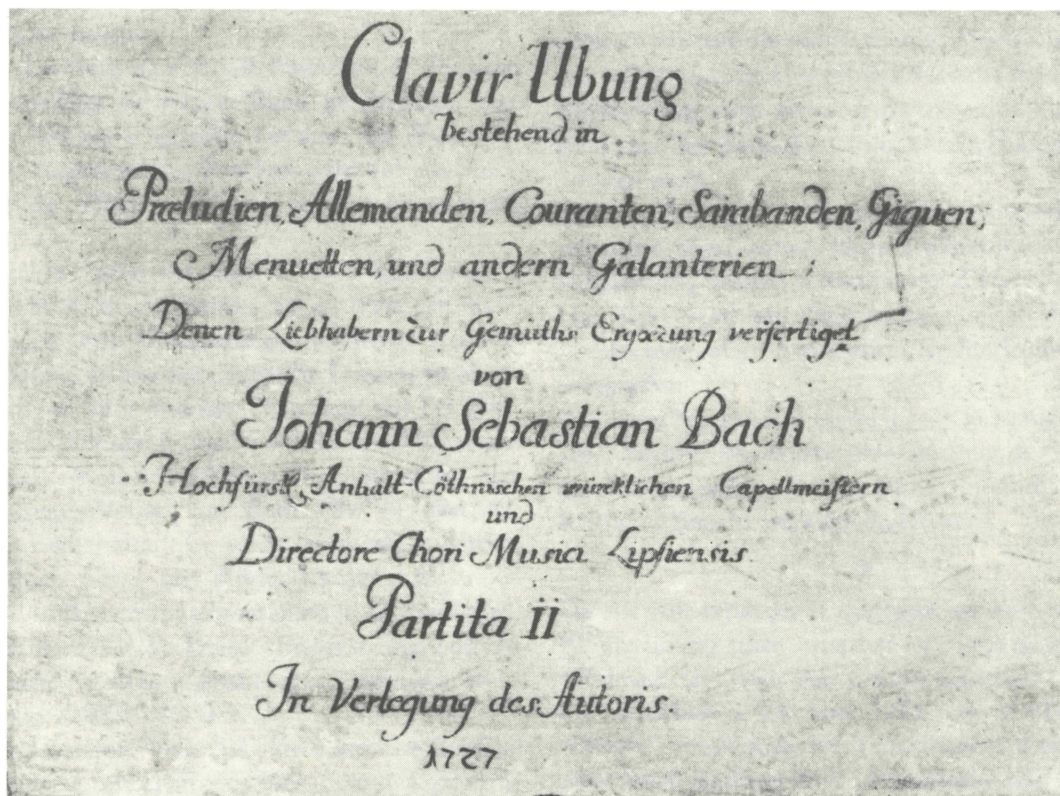 Clavir Ubung
bestehend in
Præludien, Allemanden, Couranten, Sarabanden, Giguen,
Menuetten, und andern Galanterien;
Denen Liebhabern zur Gemüths Ergoezung verfertiget
von
Johann Sebastian Bach
Hochfürstl. Anhalt-Cöthnischen würcklichen Capellmeistern
und
Directore Chori Musici Lipsiensis.
Partita II
In Verlegung des Autoris.
1727